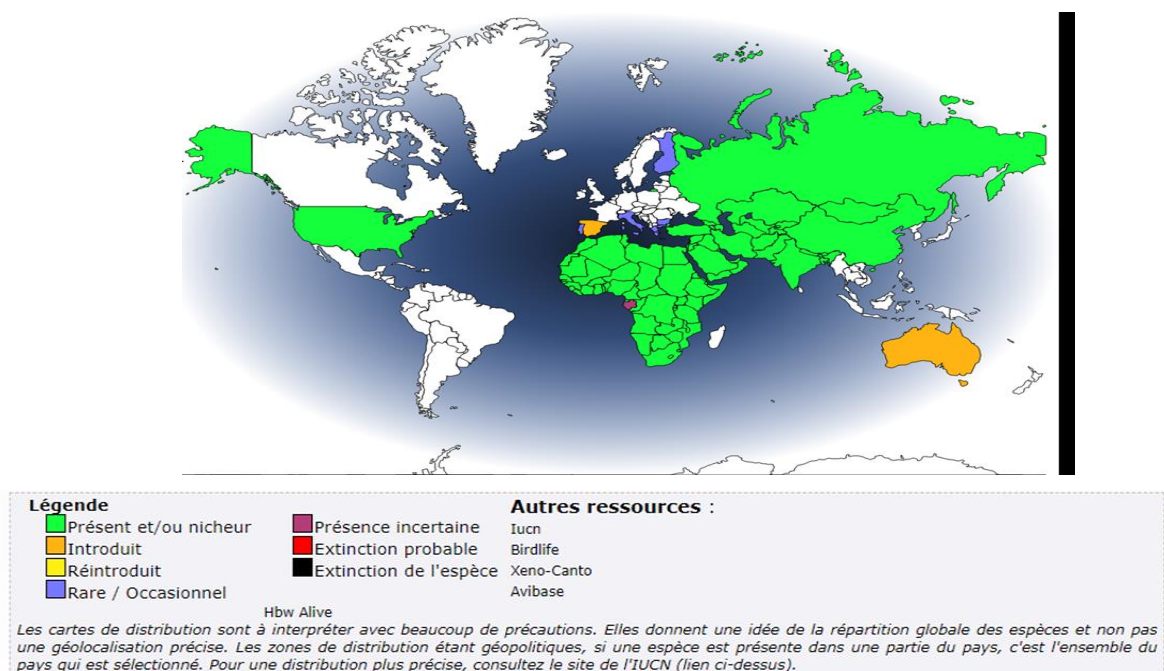 Légende
Présent et/ou nicheur
Introduit
Réintroduit
Rare / Occasionnel
Présence incertaine
Extinction probable
Extinction de l'espèce
Autres ressources :
Iucn
Birdlife
Xeno-Canto
Avibase
Hbw Alive
Les cartes de distribution sont à interpréter avec beaucoup de précautions. Elles donnent une idée de la répartition globale des espèces et non pas
une géolocalisation précise. Les zones de distribution étant géopolitiques, si une espèce est présente dans une partie du pays, c'est l'ensemble du
pays qui est sélectionné. Pour une distribution plus précise, consultez le site de l'IUCN (lien ci-dessus).